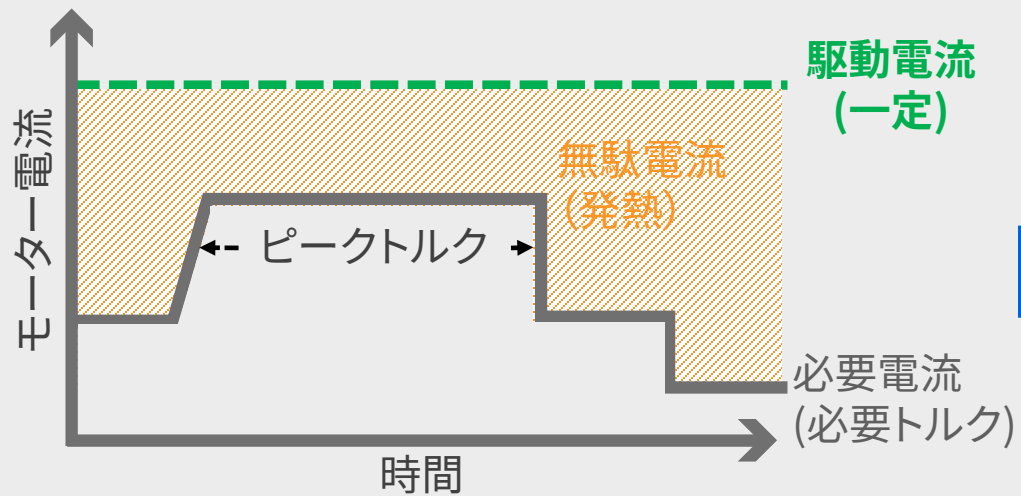 駆動電流
(一定)
無駄電流
(発熱)
モーター電流
ピークトルク
必要電流
(必要トルク)
時間